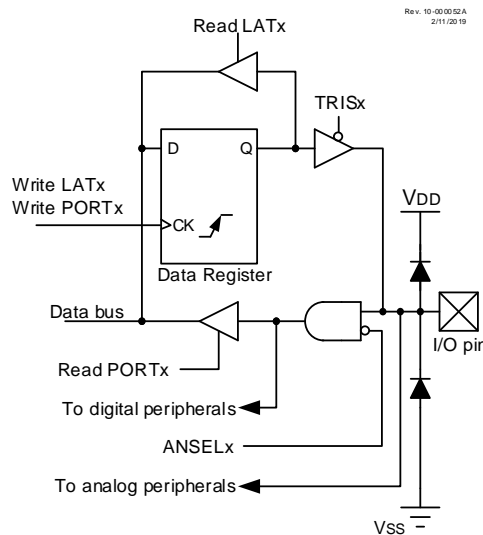 Rev. 10-000052A
2/11/2019
Read LATx
TRISx
D
Q
Write LATx
Write PORTx
CK
VDD
Data Register
Data bus
I/O pin
Read PORTx
To digital peripherals
ANSELx
To analog peripherals
VSS